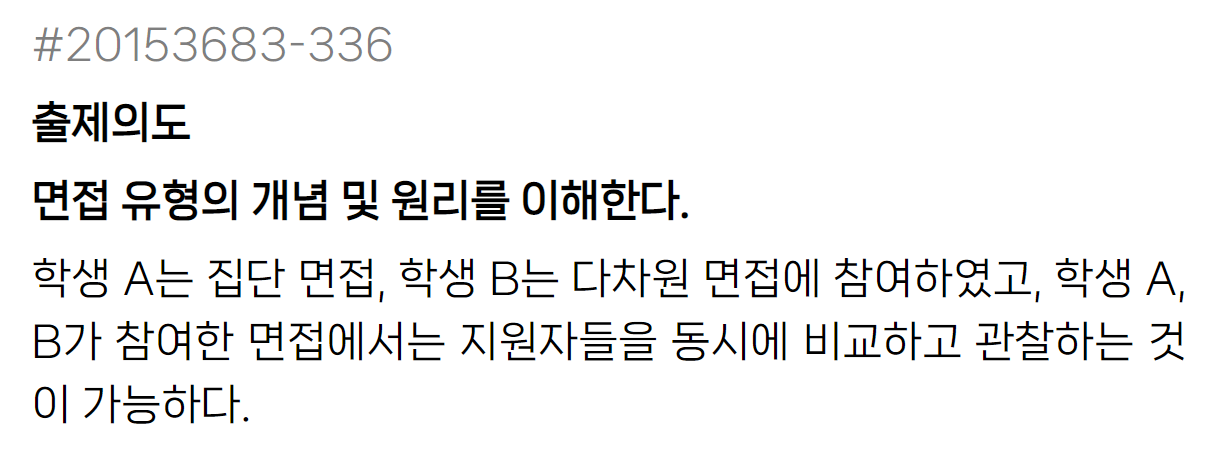 #20153683-336
출제의도
면접 유형의 개념 및 원리를 이해한다.
학생 A는 집단 면접, 학생 B는 다차원 면접에 참여하였고, 학생 A,
B가 참여한 면접에서는 지원자들을 동시에 비교하고 관찰하는 것
이 가능하다.